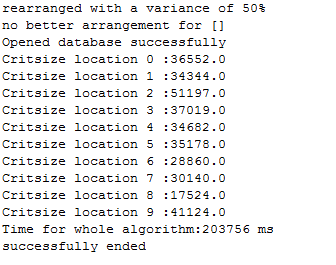 rearranged with a variance of 50%
no better arrangement for []
Opened database successfully
Critsize location 0 :36552.0
Critsize location 1 :34344.0
Critsize location 2 :51197.0
Critsize location 3 :37019.0
Critsize location 4 :34682.0
Critsize location 5 :35178.0
Critsize location 6 :28860.0
Critsize location 7 :30140.0
Critsize location 8 :17524.0
Critsize location 9 :41124.0
Time for whole algorithm:203756 ms
successfully ended